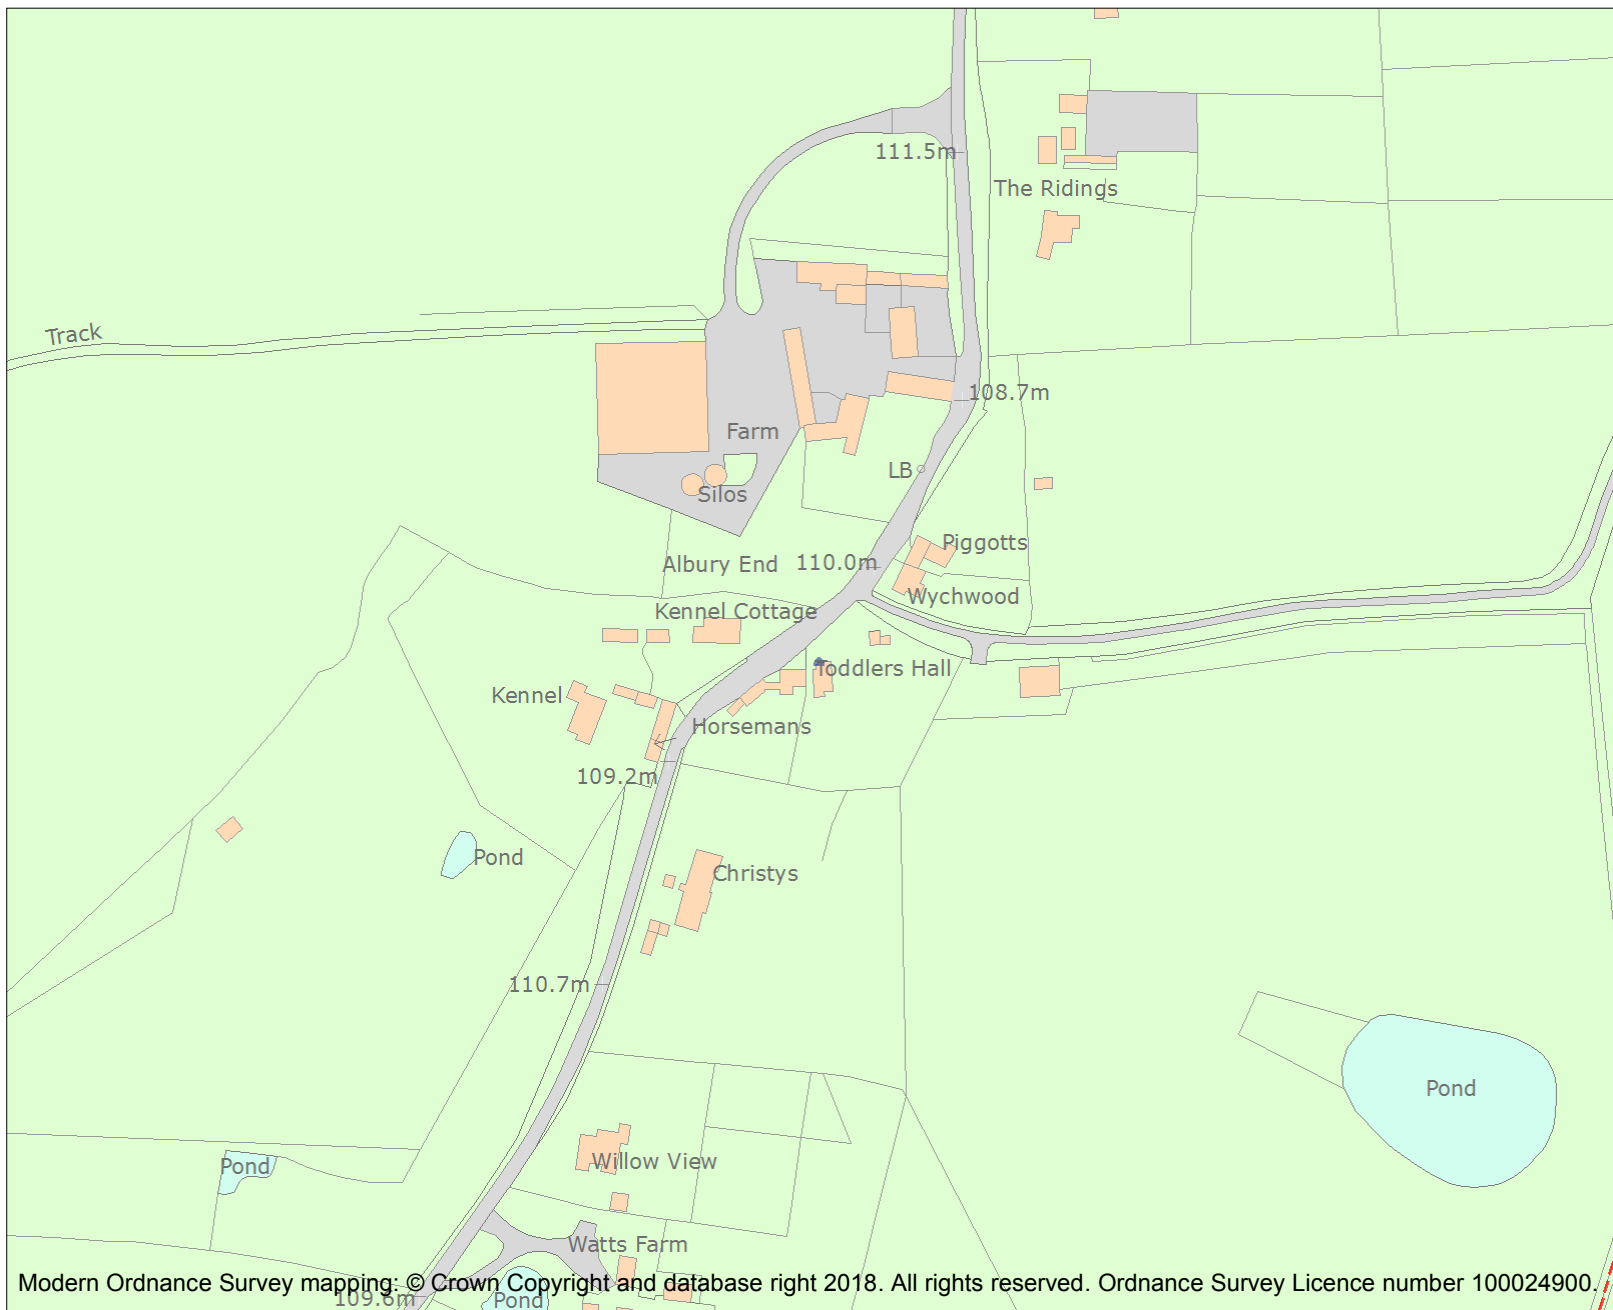 111.5m
The Ridings
Track
108.7m
Farm
LB
Silos
Piggotts
Albury End
110.0m
Wychwood
Kennel Cottage
Toddlers Hall
Kennel
Horsemans
109.2m
Pond
Christys
110.7m
Pond
Willow View
Pond
Watts Farm
Modern Ordnance Survey mapping: © Crown Copyright and database right 2018. All rights reserved. Ordnance Survey Licence number 100024900.
109.6m
Pond